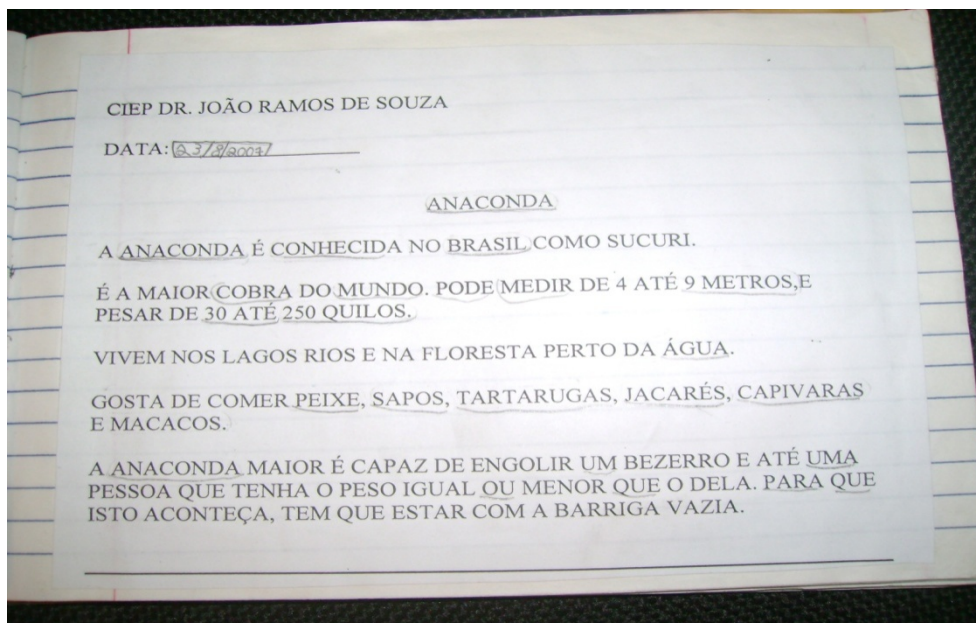 CIEP DR. JOÃO RAMOS DE SOUZA
DATA: 23/8/2007
ANACONDA
A ANACONDA É CONHECIDA NO BRASIL COMO SUCURI.
É A MAIOR COBRA DO MUNDO. PODE MEDIR DE 4 ATÉ 9 METROS,E
PESAR DE 30 ATÉ 250 QUILOS.
VIVEM NOS LAGOS RIOS E NA FLORESTA PERTO DA ÁGUA.
GOSTA DE COMER PEIXE, SAPOS, TARTARUGAS, JACARÉS, CAPIVARAS
E MACACOS.
A ANACONDA MAIOR É CAPAZ DE ENGOLIR UM BEZERRO E ATÉ UMA
PESSOA QUE TENHA O PESO IGUAL OU MENOR QUE O DELA. PARA QUE
ISTO ACONTEÇA, TEM QUE ESTAR COM A BARRIGA VAZIA.